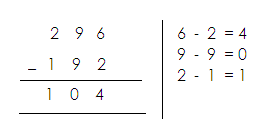 2 9 6
_ 1 9 2
1 0 4
6 - 2 = 4
9 - 9 = 0
2 - 1 = 1